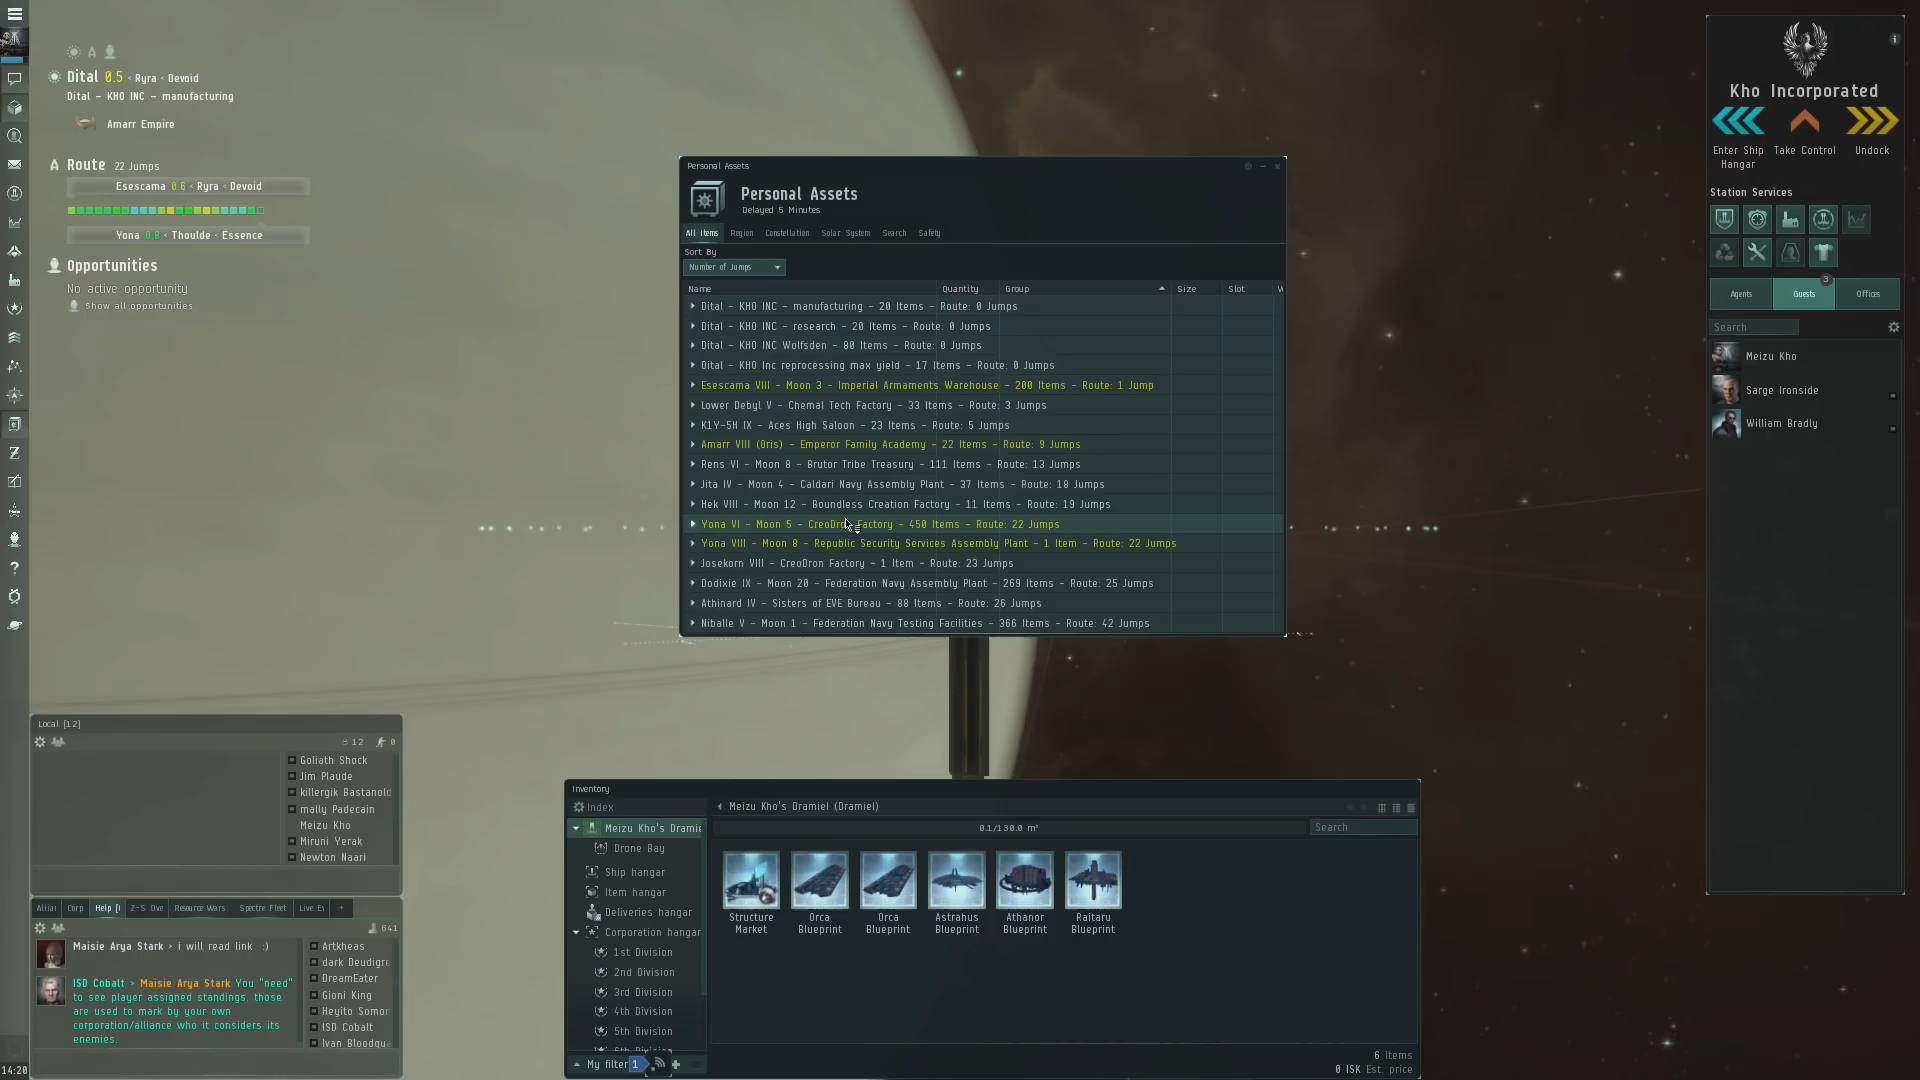 Dital 0.5 < Ryra < Devoid
Dital – KHO INC – manufacturing
Amarr Empire
Route 22 Jumps
Esescama 0.6 < Ryra < Devoid
Yona 0.8 < Thoulde < Essence
Opportunities
No active opportunity
Show all opportunities
Personal Assets
Personal Assets
Delayed 5 Minutes
All Items Region Constellation Solar System Search Safety
Sort By
Number of Jumps
Name Quantity Group Size Slot
Dital – KHO INC – manufacturing – 20 Items – Route: 0 Jumps
Dital – KHO INC – research – 20 Items – Route: 0 Jumps
Dital – KHO INC Wolfsden – 80 Items – Route: 0 Jumps
Dital – KHO Inc reprocessing max yield – 17 Items – Route: 0 Jumps
Esescama VIII – Moon 3 – Imperial Armaments Warehouse – 200 Items – Route: 1 Jump
Lower Debyl V – Chemal Tech Factory – 33 Items – Route: 3 Jumps
K1Y-5H IX – Aces High Saloon – 23 Items – Route: 5 Jumps
Amarr VIII (Oris) – Emperor Family Academy – 22 Items – Route: 9 Jumps
Rens VI – Moon 8 – Brutor Tribe Treasury – 111 Items – Route: 13 Jumps
Jita IV – Moon 4 – Caldari Navy Assembly Plant – 37 Items – Route: 18 Jumps
Hek VIII – Moon 12 – Boundless Creation Factory – 11 Items – Route: 19 Jumps
Yona VI – Moon 5 – CreoDron Factory – 450 Items – Route: 22 Jumps
Yona VIII – Moon 8 – Republic Security Services Assembly Plant – 1 Item – Route: 22 Jumps
Josekorn VIII – CreoDron Factory – 1 Item – Route: 23 Jumps
Dodixie IX – Moon 20 – Federation Navy Assembly Plant – 269 Items – Route: 25 Jumps
Athinard IV – Sisters of EVE Bureau – 88 Items – Route: 26 Jumps
Niballe V – Moon 1 – Federation Navy Testing Facilities – 366 Items – Route: 42 Jumps
Kho Incorporated
Enter Ship Hangar
Take Control
Undock
Station Services
3
Agents Guests Offices
Search
Meizu Kho
Sarge Ironside
William Bradly
Local [12]
12 0
Goliath Shock
Jim Plaude
killergik Bastanold
mally Padecain
Meizu Kho
Miruni Yerak
Newton Naari
Allia Corp Help [ Z-S Ove Resource Wars Spectre Fleet Live Ev +
641
Maisie Arya Stark > i will read link :)
ISD Cobalt > Maisie Arya Stark You "need"
to see player assigned standings, those
are used to mark by your own
corporation/alliance who it considers its
enemies.
Artkheas
dark Deudigre
DreamEater
Gioni King
Heyito Somor
ISD Cobalt
Ivan Bloodgua
14:20
Inventory
Index
Meizu Kho's Dramie
Drone Bay
Ship hangar
Item hangar
Deliveries hangar
Corporation hangar
1st Division
2nd Division
3rd Division
4th Division
5th Division
My filter 1
Meizu Kho's Dramiel (Dramiel)
0.1/130.0 m³
Search
Structure Market
Orca Blueprint
Orca Blueprint
Astrahus Blueprint
Athanor Blueprint
Raitaru Blueprint
6 Items
0 ISK Est. price